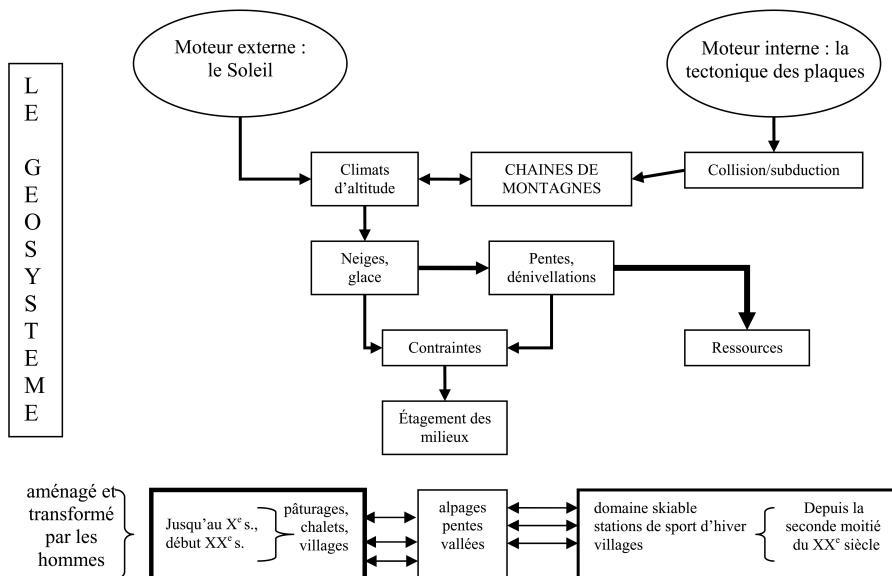 Moteur externe :
le Soleil
Moteur interne : la
tectonique des plaques
LE GEOSYSTEME
Climats
d'altitude
CHAINES DE
MONTAGNES
Collision/subduction
Neiges,
glace
Pentes,
dénivellations
Contraintes
Ressources
Étagement des
milieux
aménagé et
transformé
par les
hommes
Jusqu'au Xe s.,
début XXe s.
pâturages,
chalets,
villages
alpages
pentes
vallées
domaine skiable
stations de sport d'hiver
villages
Depuis la
seconde moitié
du XXe siècle